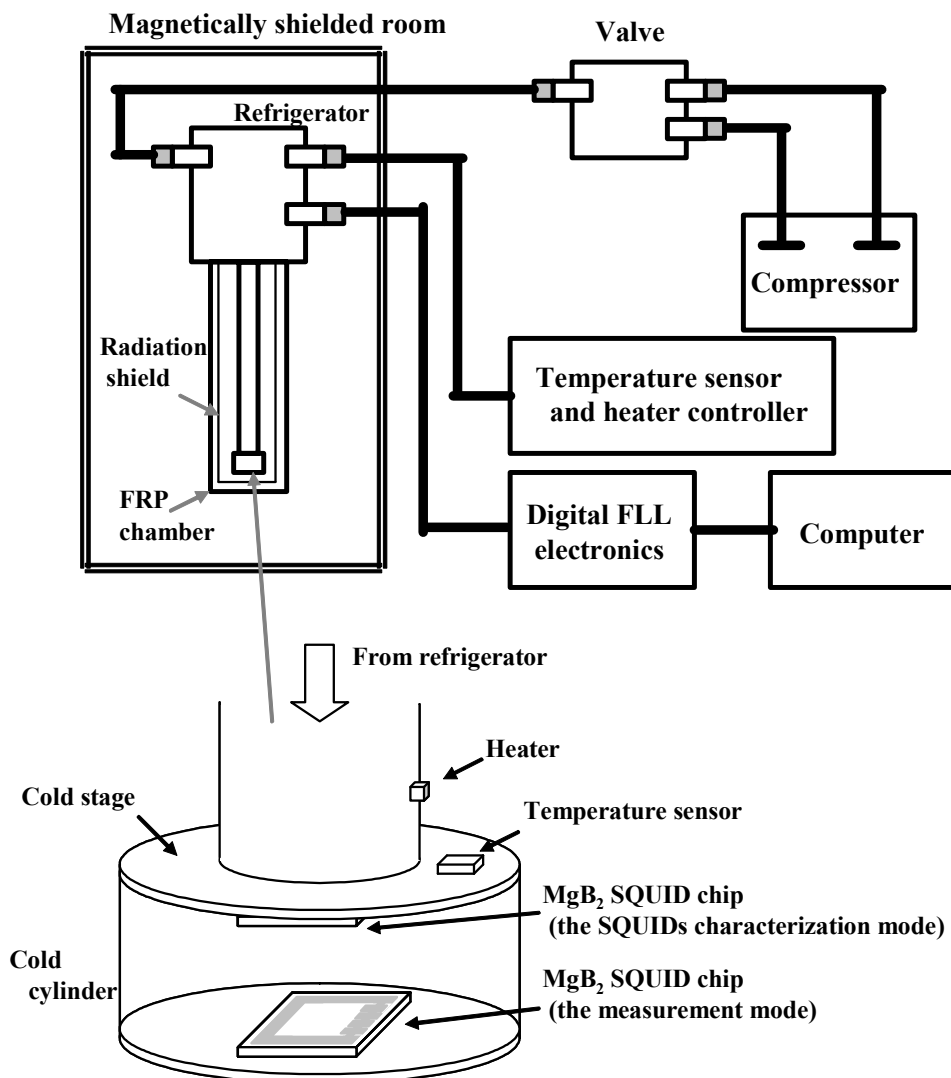 Magnetically shielded room
Valve
Refrigerator
Compressor
Radiation
shield
Temperature sensor
and heater controller
FRP
chamber
Digital FLL
electronics
Computer
From refrigerator
Heater
Cold stage
Temperature sensor
MgB₂ SQUID chip
(the SQUIDs characterization mode)
Cold
cylinder
MgB₂ SQUID chip
(the measurement mode)